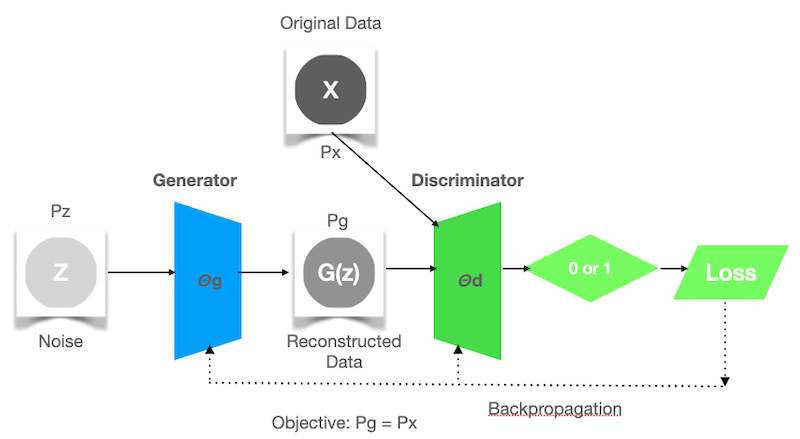 Original Data
X
Px
Generator
Discriminator
Pz
Pg
Z
Θg
G(z)
Θd
0 or 1
Loss
Noise
Reconstructed
Data
Backpropagation
Objective: Pg = Px